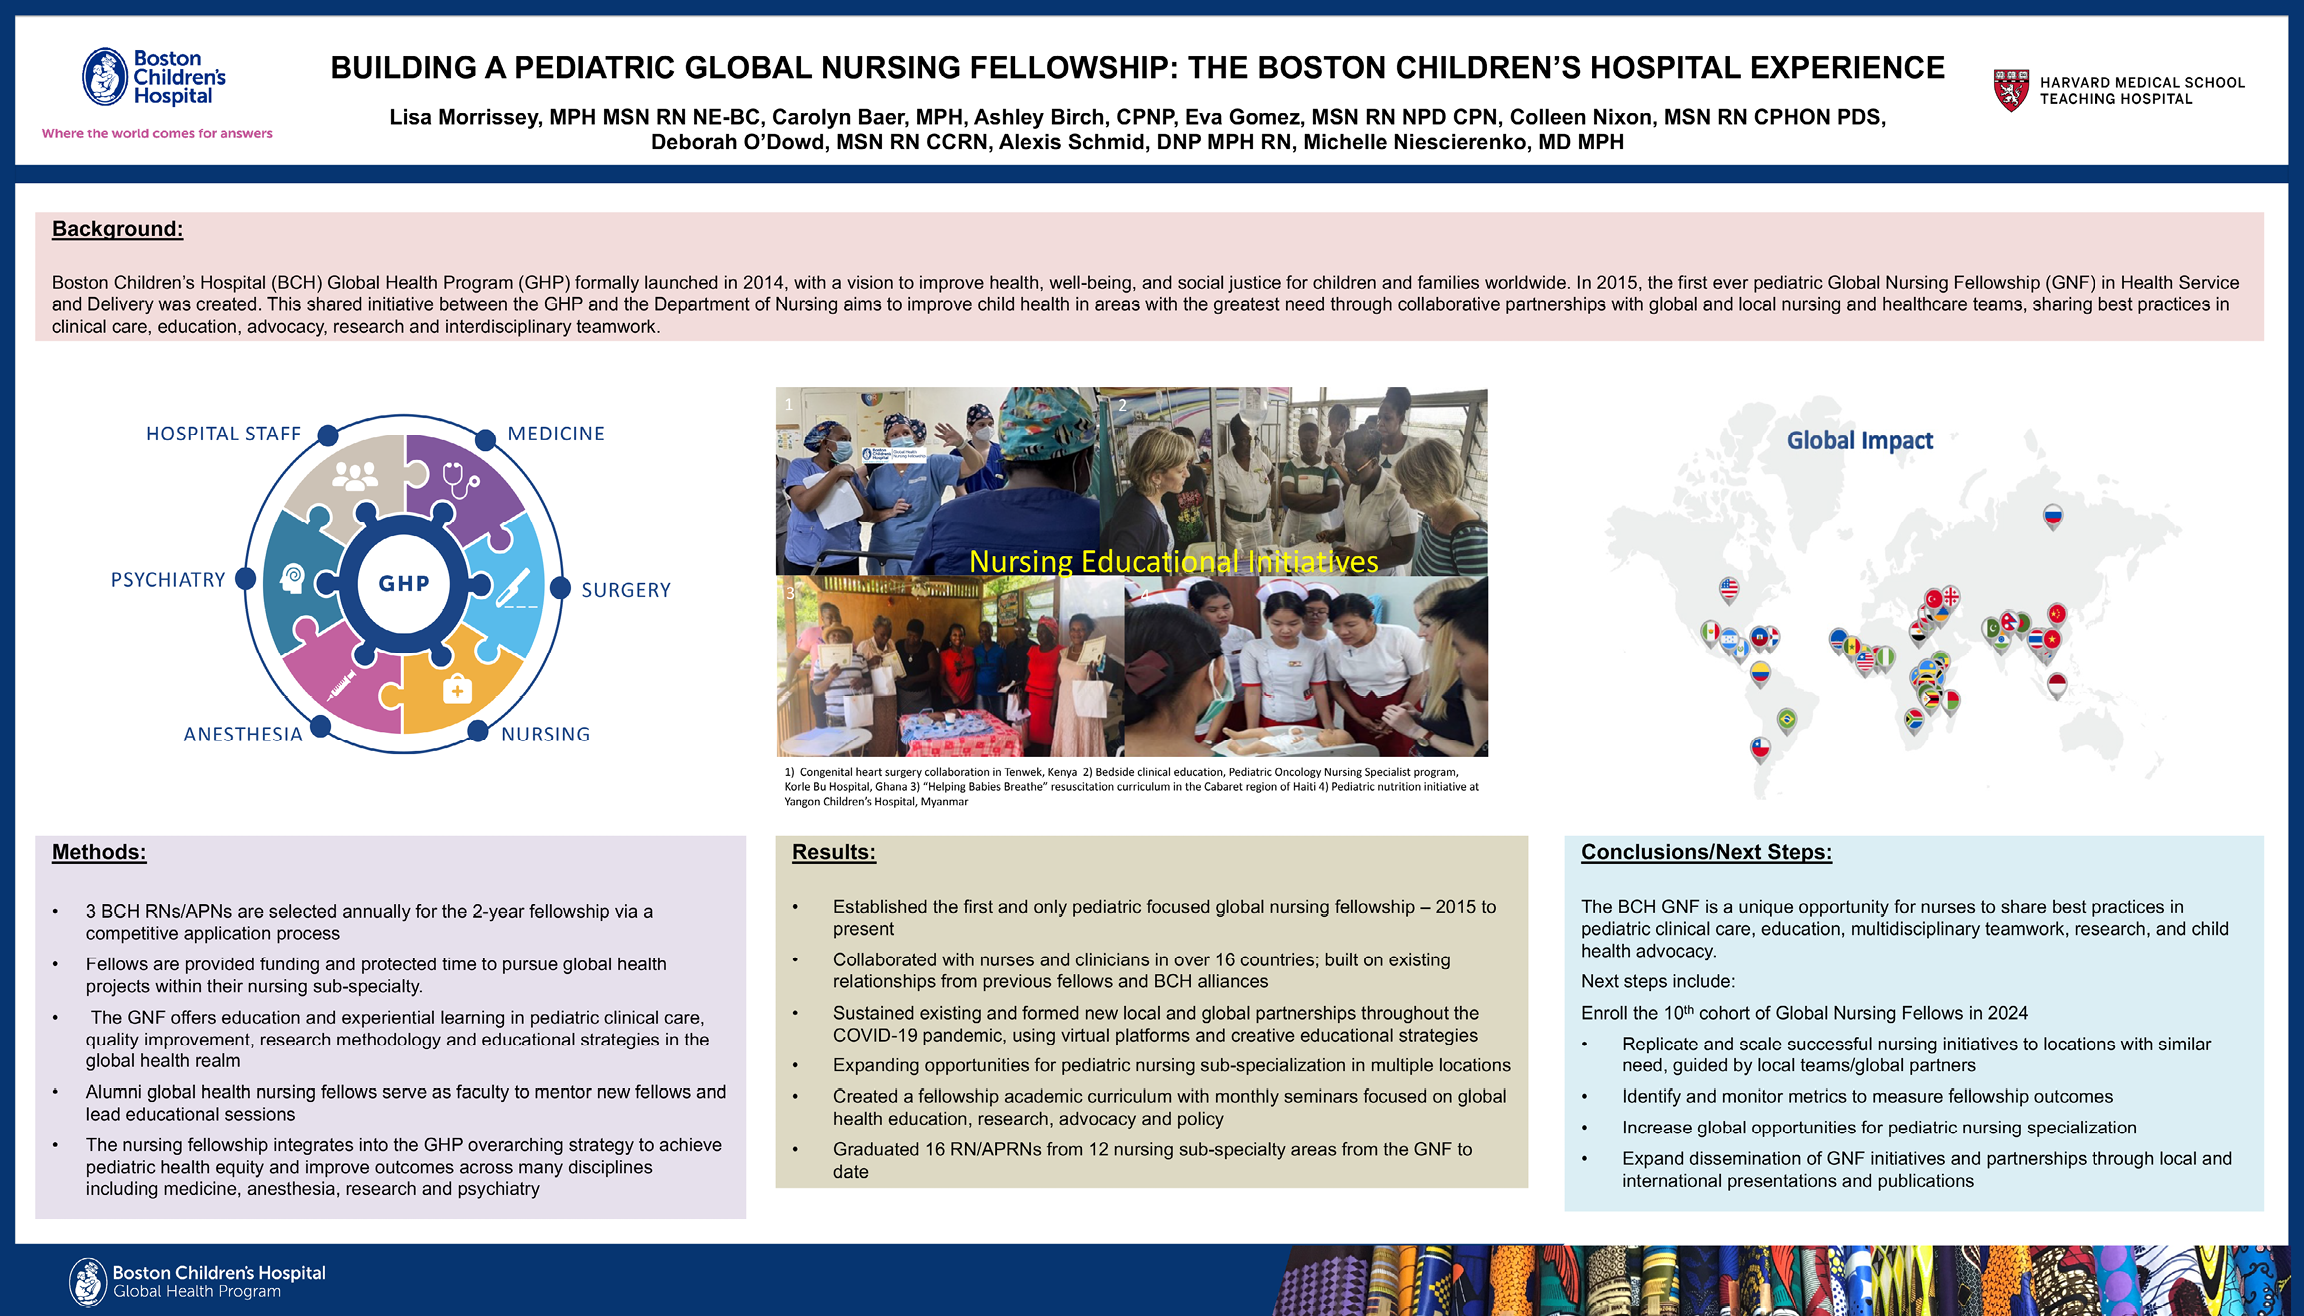 Boston
Children's
Hospital
Where the world comes for answers
BUILDING A PEDIATRIC GLOBAL NURSING FELLOWSHIP: THE BOSTON CHILDREN'S HOSPITAL EXPERIENCE
Lisa Morrissey, MPH MSN RN NE-BC, Carolyn Baer, MPH, Ashley Birch, CPNP, Eva Gomez, MSN RN NPD CPN, Colleen Nixon, MSN RN CPHON PDS,
Deborah O'Dowd, MSN RN CCRN, Alexis Schmid, DNP MPH RN, Michelle Niescierenko, MD MPH
HARVARD MEDICAL SCHOOL
TEACHING HOSPITAL
Background:
Boston Children's Hospital (BCH) Global Health Program (GHP) formally launched in 2014, with a vision to improve health, well-being, and social justice for children and families worldwide. In 2015, the first ever pediatric Global Nursing Fellowship (GNF) in Health Service
and Delivery was created. This shared initiative between the GHP and the Department of Nursing aims to improve child health in areas with the greatest need through collaborative partnerships with global and local nursing and healthcare teams, sharing best practices in
clinical care, education, advocacy, research and interdisciplinary teamwork.
HOSPITAL STAFF
MEDICINE
PSYCHIATRY
GHP
SURGERY
ANESTHESIA
NURSING
1
2
Boston
Children's
Hospital
Global Health
Nursing Fellowship
Nursing Educational Initiatives
3
4
1) Congenital heart surgery collaboration in Tenwek, Kenya 2) Bedside clinical education, Pediatric Oncology Nursing Specialist program,
Korle Bu Hospital, Ghana 3) "Helping Babies Breathe" resuscitation curriculum in the Cabaret region of Haiti 4) Pediatric nutrition initiative at
Yangon Children's Hospital, Myanmar
Global Impact
Methods:
• 3 BCH RNs/APNs are selected annually for the 2-year fellowship via a
competitive application process
• Fellows are provided funding and protected time to pursue global health
projects within their nursing sub-specialty.
• The GNF offers education and experiential learning in pediatric clinical care,
quality improvement, research methodology and educational strategies in the
global health realm
• Alumni global health nursing fellows serve as faculty to mentor new fellows and
lead educational sessions
• The nursing fellowship integrates into the GHP overarching strategy to achieve
pediatric health equity and improve outcomes across many disciplines
including medicine, anesthesia, research and psychiatry
Results:
• Established the first and only pediatric focused global nursing fellowship – 2015 to
present
• Collaborated with nurses and clinicians in over 16 countries; built on existing
relationships from previous fellows and BCH alliances
• Sustained existing and formed new local and global partnerships throughout the
COVID-19 pandemic, using virtual platforms and creative educational strategies
• Expanding opportunities for pediatric nursing sub-specialization in multiple locations
• Created a fellowship academic curriculum with monthly seminars focused on global
health education, research, advocacy and policy
• Graduated 16 RN/APRNs from 12 nursing sub-specialty areas from the GNF to
date
Conclusions/Next Steps:
The BCH GNF is a unique opportunity for nurses to share best practices in
pediatric clinical care, education, multidisciplinary teamwork, research, and child
health advocacy.
Next steps include:
Enroll the 10th cohort of Global Nursing Fellows in 2024
• Replicate and scale successful nursing initiatives to locations with similar
need, guided by local teams/global partners
• Identify and monitor metrics to measure fellowship outcomes
• Increase global opportunities for pediatric nursing specialization
• Expand dissemination of GNF initiatives and partnerships through local and
international presentations and publications
Boston Children's Hospital
Global Health Program